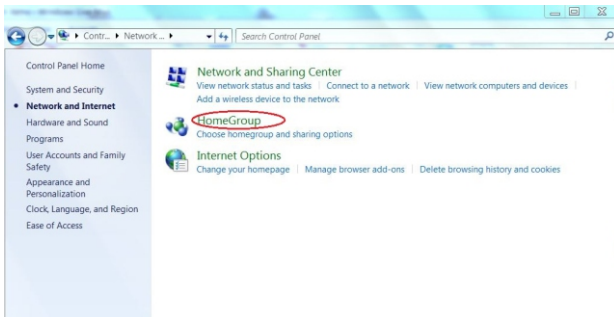 Contr... Network ... Search Control Panel
Control Panel Home
System and Security
Network and Internet
Hardware and Sound
Programs
User Accounts and Family
Safety
Appearance and
Personalization
Clock, Language, and Region
Ease of Access
Network and Sharing Center
View network status and tasks Connect to a network View network computers and devices
Add a wireless device to the network
HomeGroup
Choose homegroup and sharing options
Internet Options
Change your homepage Manage browser add-ons Delete browsing history and cookies